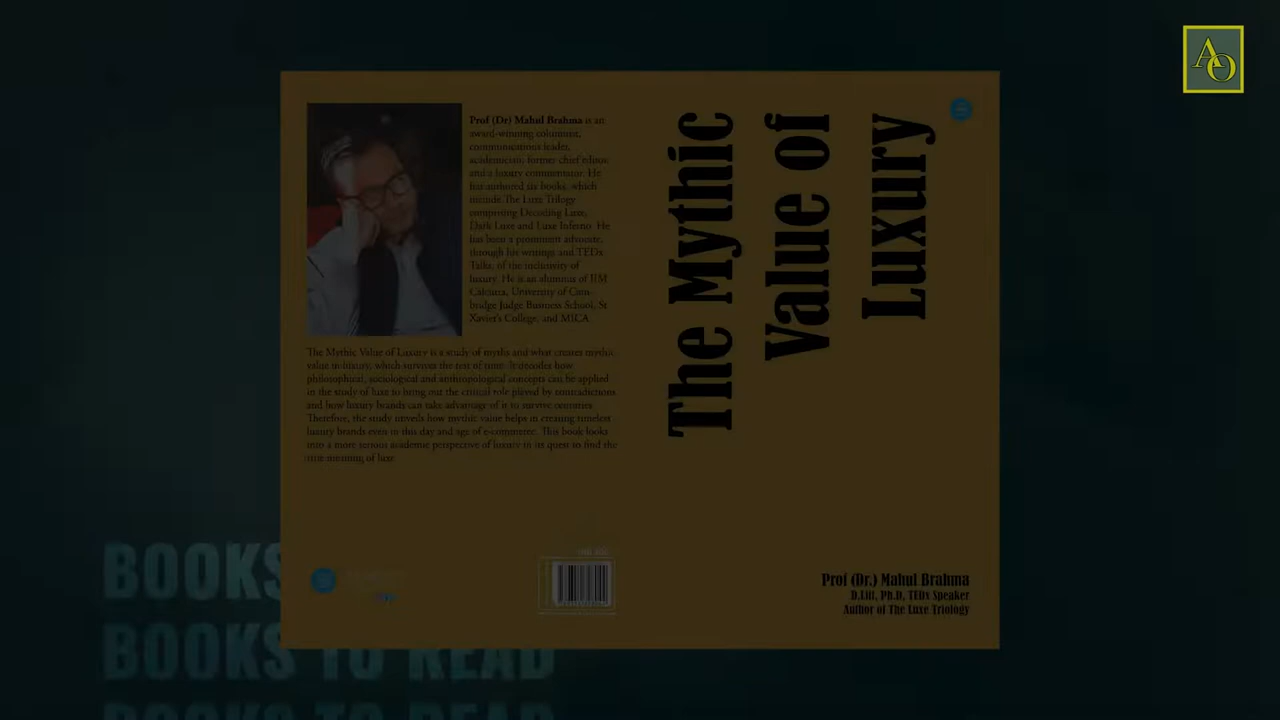 AO
Prof (Dr) Mahul Brahma is an
award-winning columnist,
communications leader,
academician, former chief editor
and a luxury commentator. He
has authored six books, which
include The Luxe Trilogy
comprising Decoding Luxe,
Dark Luxe and Luxe Inferno. He
has been a prominent advocate,
through his writings and TEDx
Talks, of the inclusivity of
luxury. He is an alumnus of IIM
Calcutta, University of Cam-
bridge Judge Business School, St
Xavier's College, and MICA
The Mythic Value of Luxury is a study of myths and what creates mythic
value in luxury, which survives the test of time. It decodes how
philosophical, sociological and anthropological concepts can be applied
in the study of luxe to bring out the critical role played by contradictions
and how luxury brands can take advantage of it to survive centuries.
Therefore, the study unveils how mythic value helps in creating timeless
luxury brands even in this day and age of e-commerce. This book looks
into a more serious academic perspective of luxury in its quest to find the
true meaning of luxe
The Mythic
Value of
Luxury
Prof (Dr.) Mahul Brahma
D.Litt, Ph.D, TEDx Speaker
Author of The Luxe Triology
BOOKS
BOOKS TO READ
BOOKS TO READ